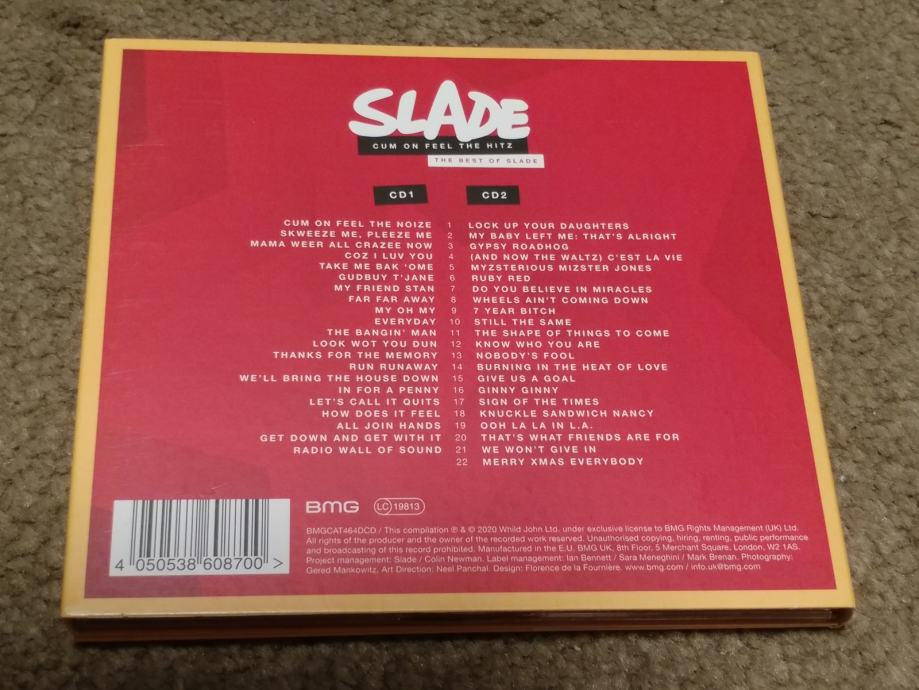 SLADE
CUM ON FEEL THE HITZ
THE BEST OF SLADE
CD1 CD2
CUM ON FEEL THE NOIZE 1 LOCK UP YOUR DAUGHTERS
SKWEEZE ME, PLEEZE ME 2 MY BABY LEFT ME: THAT'S ALRIGHT
MAMA WEER ALL CRAZEE NOW 3 GYPSY ROADHOG
COZ I LUV YOU 4 (AND NOW THE WALTZ) C'EST LA VIE
TAKE ME BAK 'OME 5 MYZSTERIOUS MIZSTER JONES
GUDBUY T'JANE 6 RUBY RED
MY FRIEND STAN 7 DO YOU BELIEVE IN MIRACLES
FAR FAR AWAY 8 WHEELS AIN'T COMING DOWN
MY OH MY 9 7 YEAR BITCH
EVERYDAY 10 STILL THE SAME
THE BANGIN' MAN 11 THE SHAPE OF THINGS TO COME
LOOK WOT YOU DUN 12 KNOW WHO YOU ARE
THANKS FOR THE MEMORY 13 NOBODY'S FOOL
RUN RUNAWAY 14 BURNING IN THE HEAT OF LOVE
WE'LL BRING THE HOUSE DOWN 15 GIVE US A GOAL
IN FOR A PENNY 16 GINNY GINNY
LET'S CALL IT QUITS 17 SIGN OF THE TIMES
HOW DOES IT FEEL 18 KNUCKLE SANDWICH NANCY
ALL JOIN HANDS 19 OOH LA LA IN L.A.
GET DOWN AND GET WITH IT 20 THAT'S WHAT FRIENDS ARE FOR
RADIO WALL OF SOUND 21 WE WON'T GIVE IN
22 MERRY XMAS EVERYBODY
BMG LC 19813
BMGCAT464DCD / This compilation ℗ & © 2020 Whild John Ltd. under exclusive license to BMG Rights Management (UK) Ltd.
All rights of the producer and the owner of the recorded work reserved. Unauthorised copying, hiring, renting, public performance
and broadcasting of this record prohibited. Manufactured in the E.U. BMG UK, 8th Floor, 5 Merchant Square, London, W2 1AS.
Project management: Slade / Colin Newman. Label management: Ian Bennett / Sara Meneghini / Mark Brenan. Photography:
Gered Mankowitz. Art Direction: Neel Panchal. Design: Florence de la Fournière. www.bmg.com / info.uk@bmg.com
4 050538 608700 >